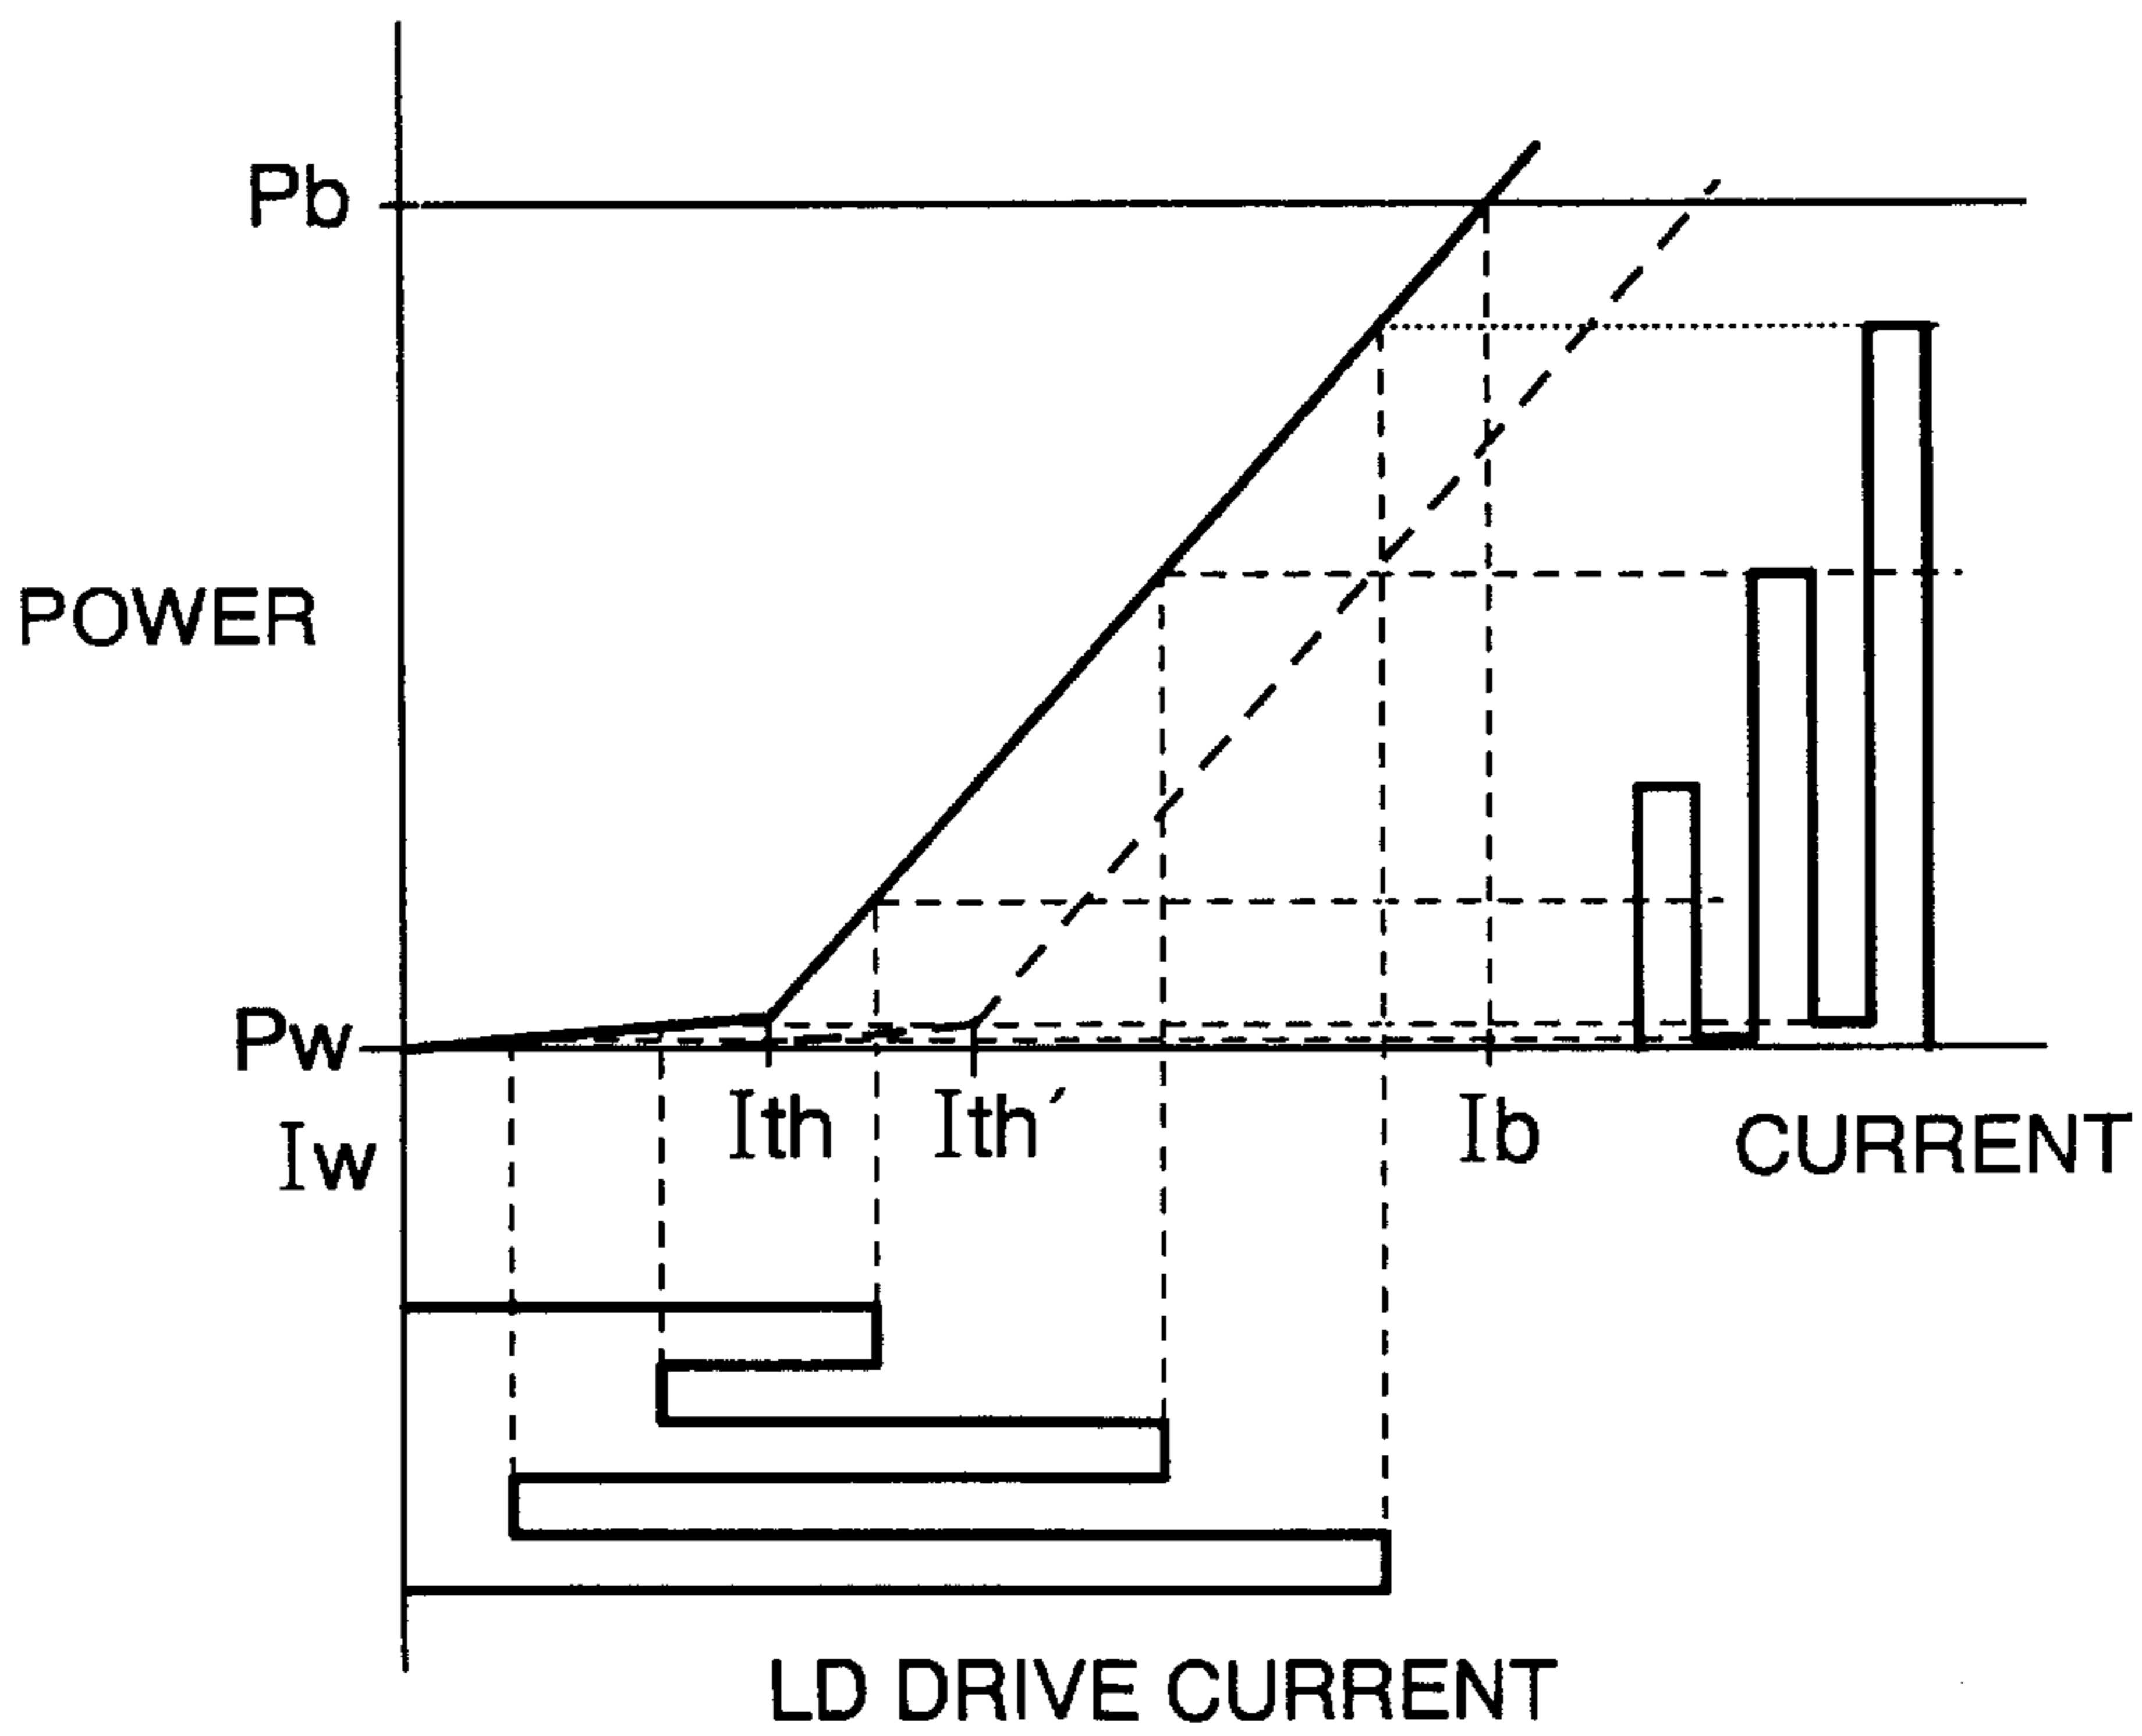 Pb
POWER
Pw
Iw
Ith
Ith´
Ib
CURRENT
LD DRIVE CURRENT